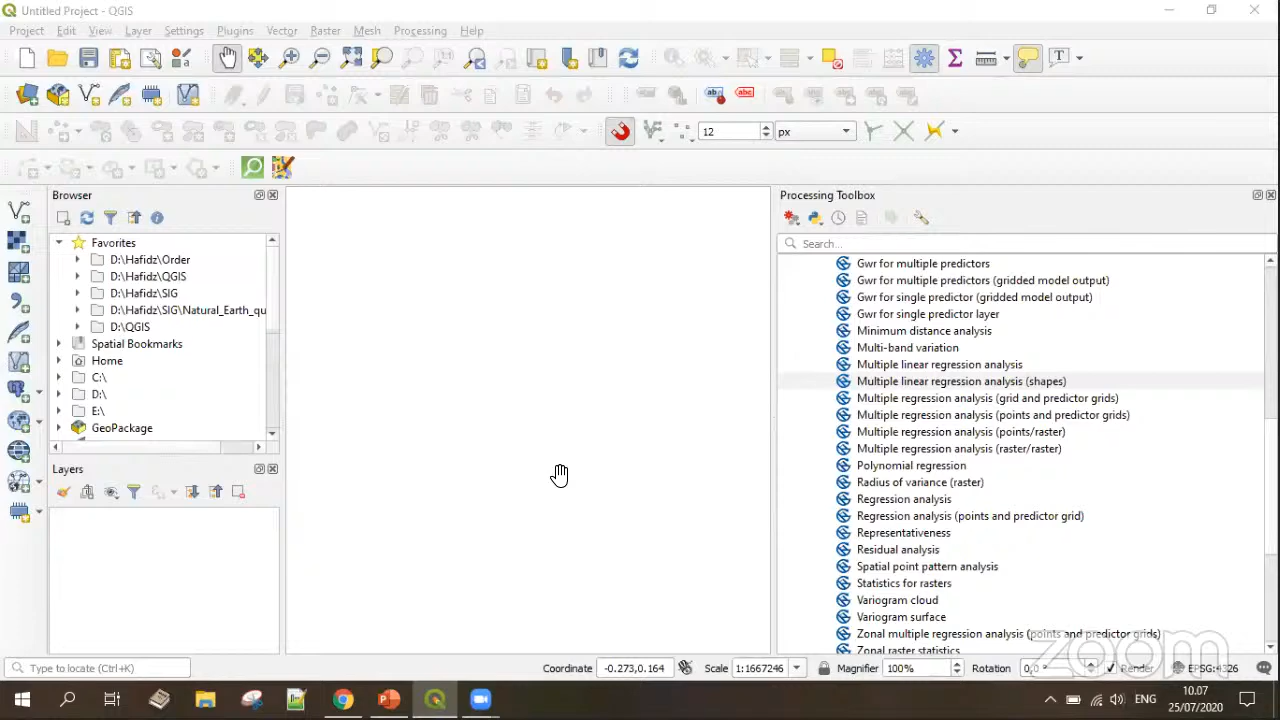 Untitled Project - QGIS
Project Edit View Layer Settings Plugins Vector Raster Mesh Processing Help
abc
12 px
Browser
Favorites
D:\Hafidz\Order
D:\Hafidz\QGIS
D:\Hafidz\SIG
D:\Hafidz\SIG\Natural_Earth_qu
D:\QGIS
Spatial Bookmarks
Home
C:\
D:\
E:\
GeoPackage
Layers
Processing Toolbox
Search...
Gwr for multiple predictors
Gwr for multiple predictors (gridded model output)
Gwr for single predictor (gridded model output)
Gwr for single predictor layer
Minimum distance analysis
Multi-band variation
Multiple linear regression analysis
Multiple linear regression analysis (shapes)
Multiple regression analysis (grid and predictor grids)
Multiple regression analysis (points and predictor grids)
Multiple regression analysis (points/raster)
Multiple regression analysis (raster/raster)
Polynomial regression
Radius of variance (raster)
Regression analysis
Regression analysis (points and predictor grid)
Representativeness
Residual analysis
Spatial point pattern analysis
Statistics for rasters
Variogram cloud
Variogram surface
Zonal multiple regression analysis (points and predictor grids)
Zonal raster statistics
zoom
Type to locate (Ctrl+K)
Coordinate -0.273,0.164 Scale 1:1667246 Magnifier 100% Rotation 0,0 ° Render EPSG:4326
ENG
10.07
25/07/2020